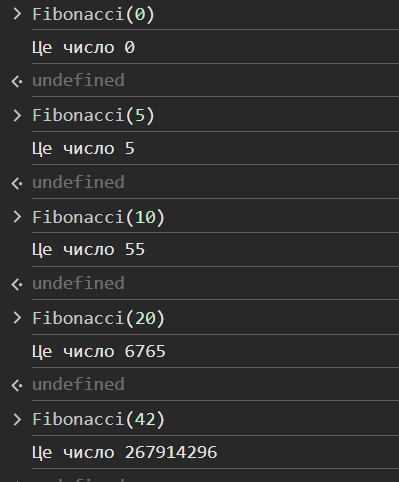 Fibonacci(0)
Це число 0
undefined
Fibonacci(5)
Це число 5
undefined
Fibonacci(10)
Це число 55
undefined
Fibonacci(20)
Це число 6765
undefined
Fibonacci(42)
Це число 267914296